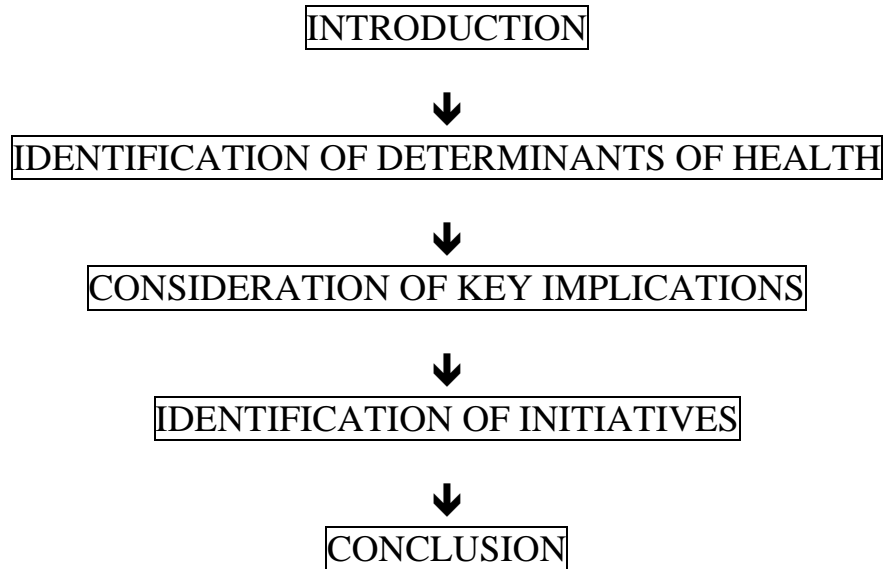 INTRODUCTION
IDENTIFICATION OF DETERMINANTS OF HEALTH
CONSIDERATION OF KEY IMPLICATIONS
IDENTIFICATION OF INITIATIVES
CONCLUSION